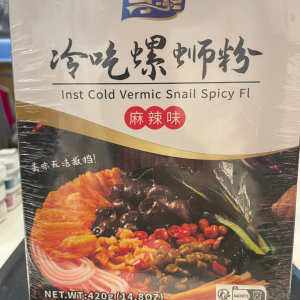 冷吃螺蛳粉
Inst Cold Vermic Snail Spicy Fl
麻辣味
NET.WT:420g(14.8OZ)